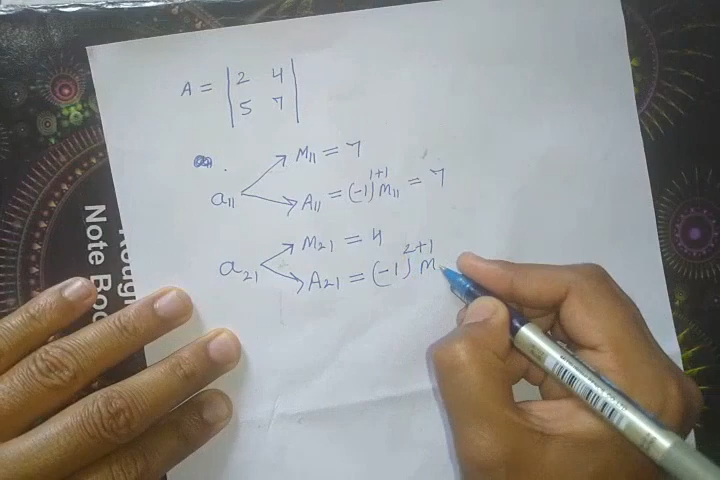 A = | 2 4 |
| 5 7 |
M11 = 7
a11
A11 = (-1)^1+1 M11 = 7
M21 = 4
a21
A21 = (-1)^2+1 M
Rough
Note Bo